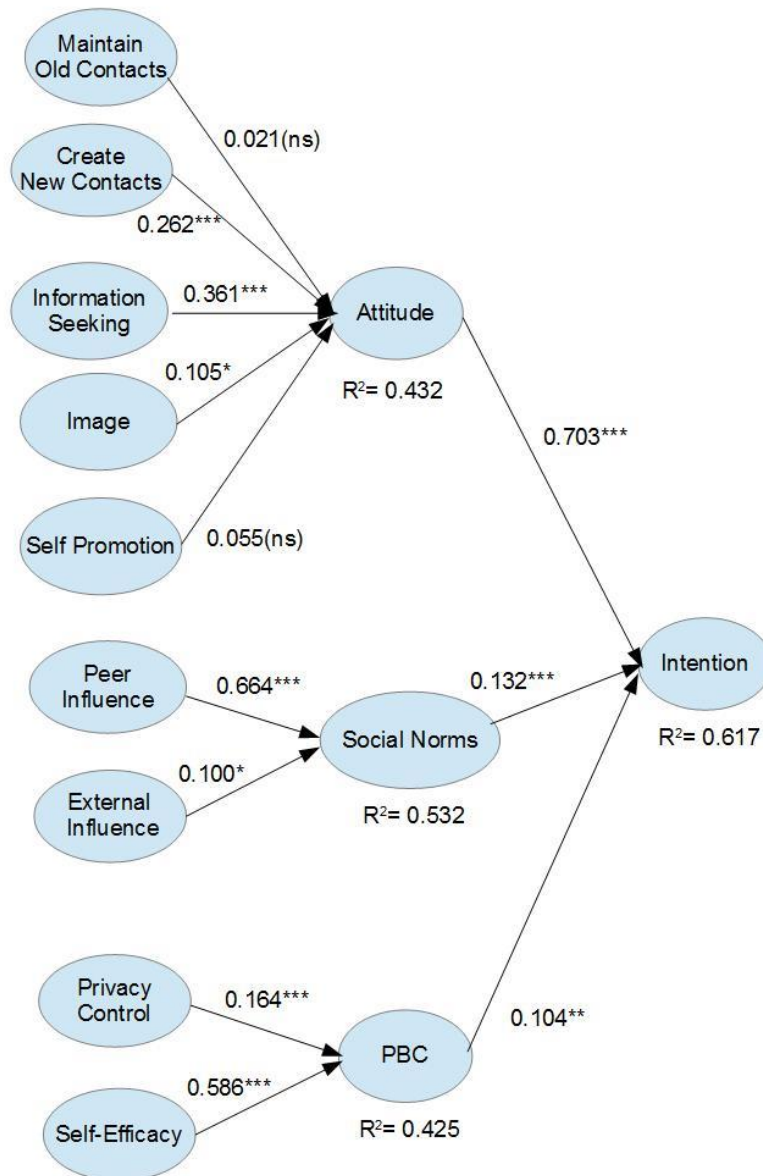 Maintain
Old Contacts
0.021(ns)
Create
New Contacts
0.262***
Information
Seeking
0.361***
Attitude
R²= 0.432
0.105*
Image
0.703***
Self Promotion
0.055(ns)
Peer
Influence
0.664***
Social Norms
0.132***
Intention
R²= 0.617
0.100*
External
Influence
R²= 0.532
Privacy
Control
0.164***
PBC
0.104**
0.586***
Self-Efficacy
R²= 0.425